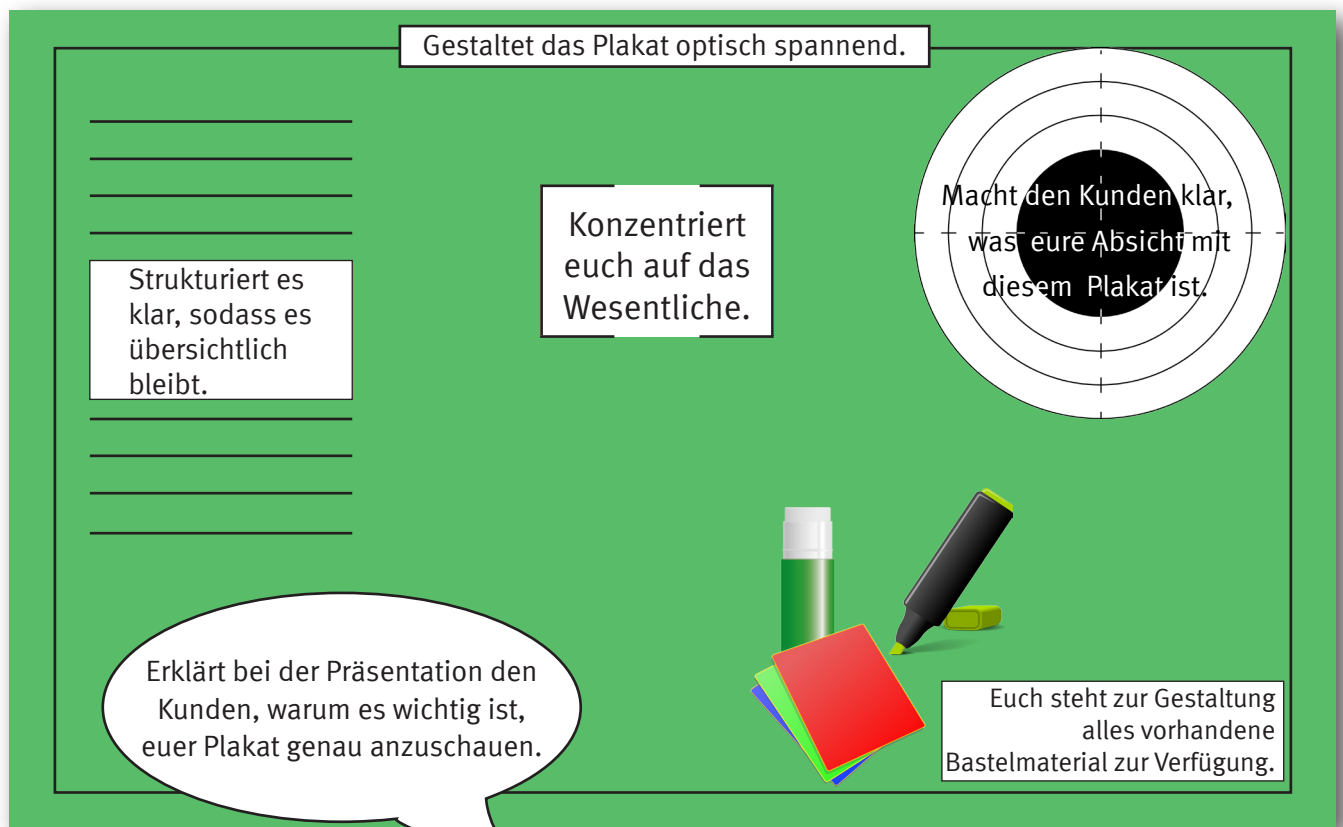 Gestaltet das Plakat optisch spannend.
Macht den Kunden klar,
was eure Absicht mit
diesem Plakat ist.
Konzentriert
euch auf das
Wesentliche.
Strukturiert es
klar, sodass es
übersichtlich
bleibt.
Erklärt bei der Präsentation den
Kunden, warum es wichtig ist,
euer Plakat genau anzuschauen.
Euch steht zur Gestaltung
alles vorhandene
Bastelmaterial zur Verfügung.